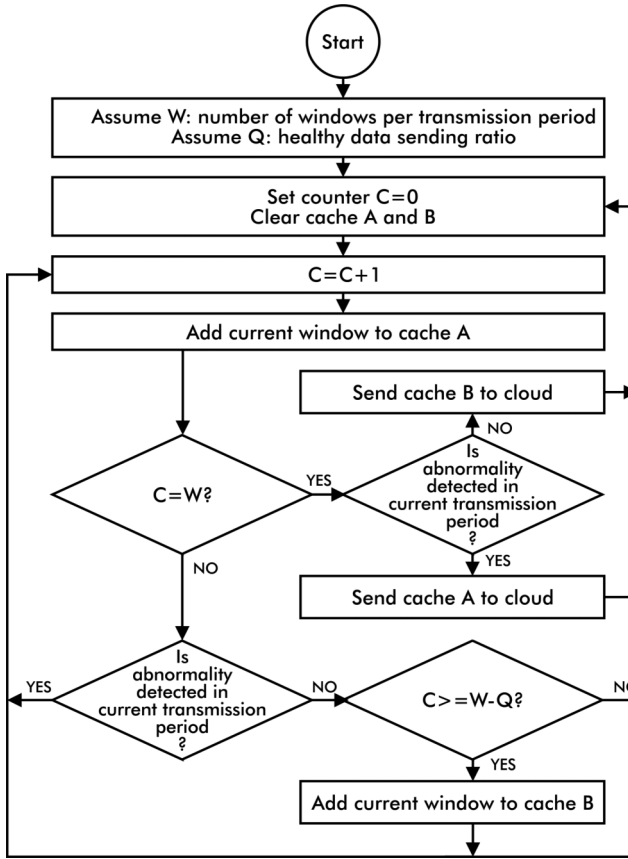 Start
Assume W: number of windows per transmission period
Assume Q: healthy data sending ratio
Set counter C=0
Clear cache A and B
C=C+1
Add current window to cache A
Send cache B to cloud
NO
C=W?
YES
Is
abnormality
detected in
current transmission
period
?
YES
NO
Send cache A to cloud
Is
abnormality
detected in
current transmission
period
?
YES
NO
C>=W-Q?
NO
YES
Add current window to cache B